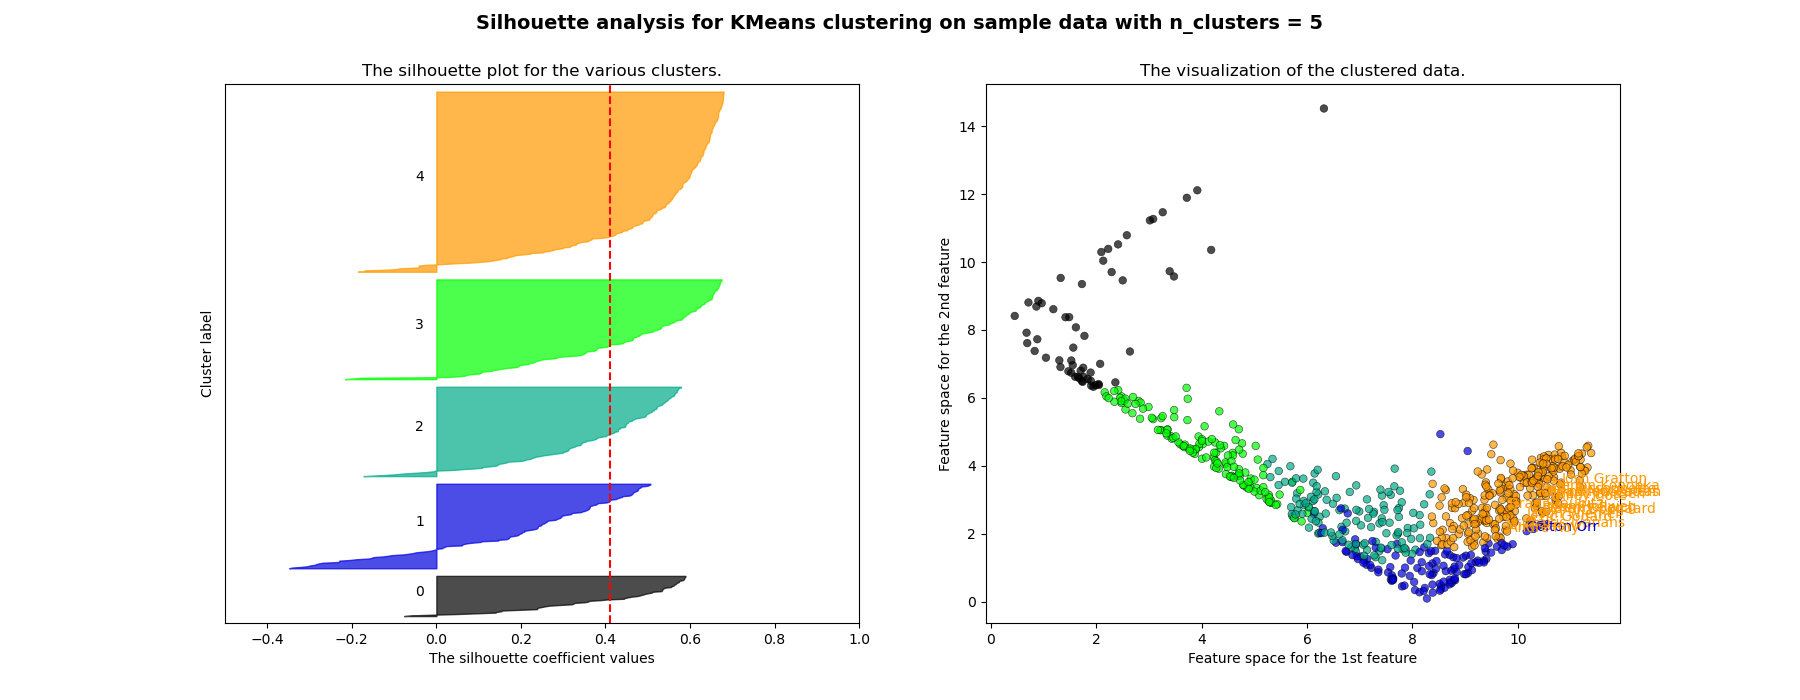 Silhouette analysis for KMeans clustering on sample data with n_clusters = 5
The silhouette plot for the various clusters.
Cluster label
4
3
2
1
0
−0.4 −0.2 0.0 0.2 0.4 0.6 0.8 1.0
The silhouette coefficient values
The visualization of the clustered data.
Feature space for the 2nd feature
14
12
10
8
6
4
2
0
Gratton
Orr
0 2 4 6 8 10
Feature space for the 1st feature